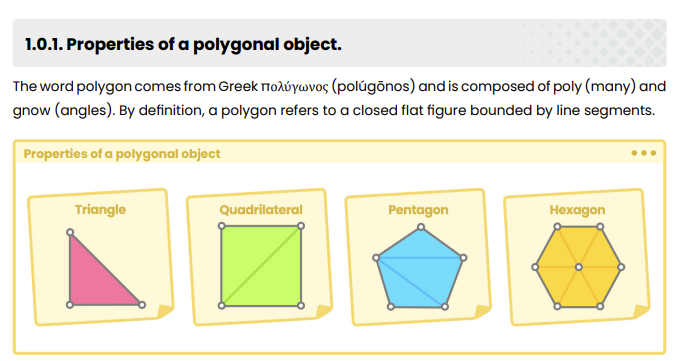 1.0.1. Properties of a polygonal object.
The word polygon comes from Greek πολύγωνος (polúgōnos) and is composed of poly (many) and
gnow (angles). By definition, a polygon refers to a closed flat figure bounded by line segments.
Properties of a polygonal object
Triangle
Quadrilateral
Pentagon
Hexagon